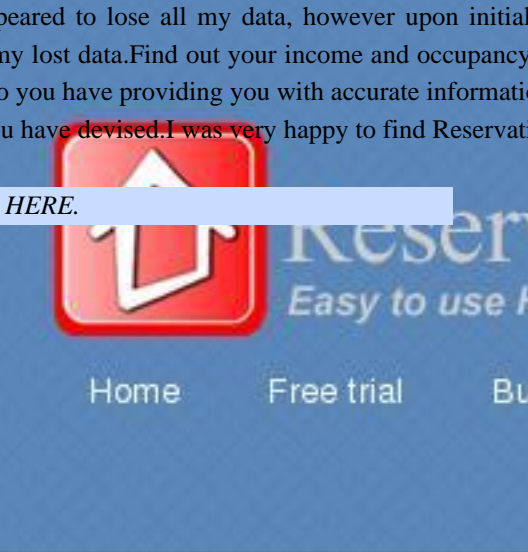 peared to lose all my data, however upon initial
my lost data.Find out your income and occupancy
o you have providing you with accurate informatio
u have devised.I was very happy to find Reservati
HERE.
Reser
Easy to use
Home Free trial Bu